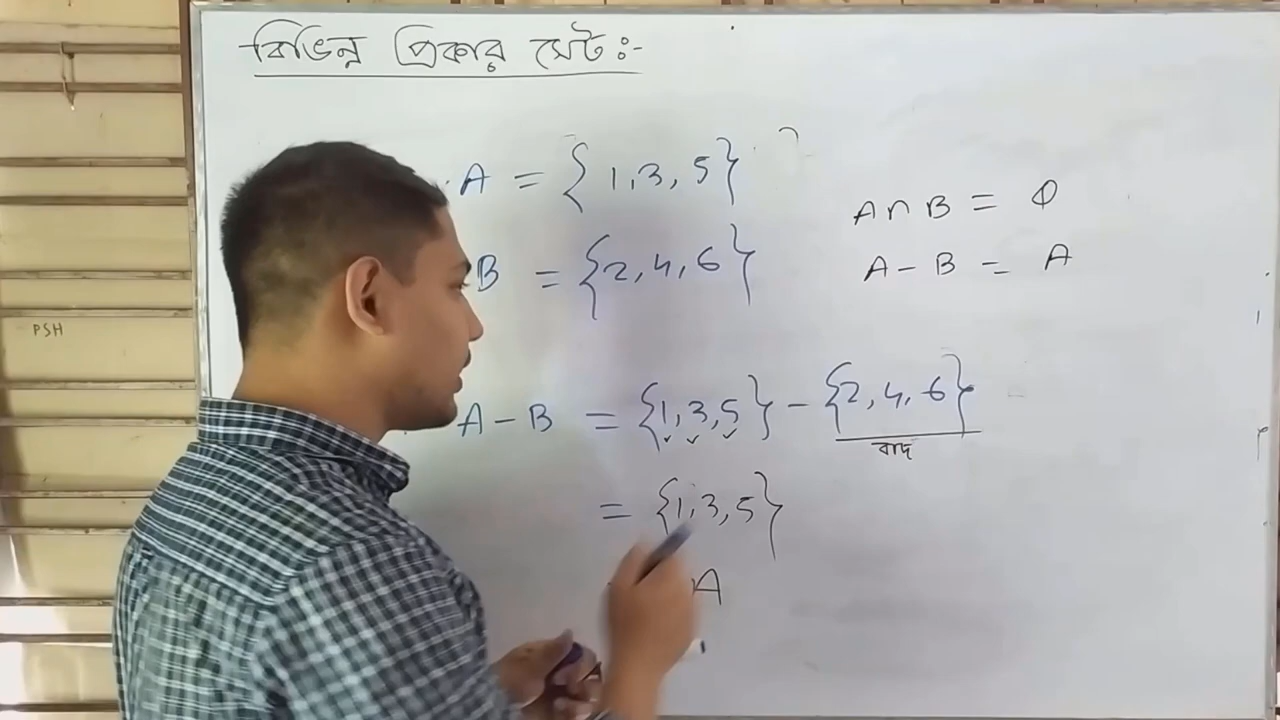 বিভিন্ন প্রকার সেট ঃ-
A = {1,3,5}
B = {2,4,6}
A∩B = Φ
A-B = A
A-B = {1,3,5} - {2,4,6}
বাদ
= {1,3,5}
A
PSH